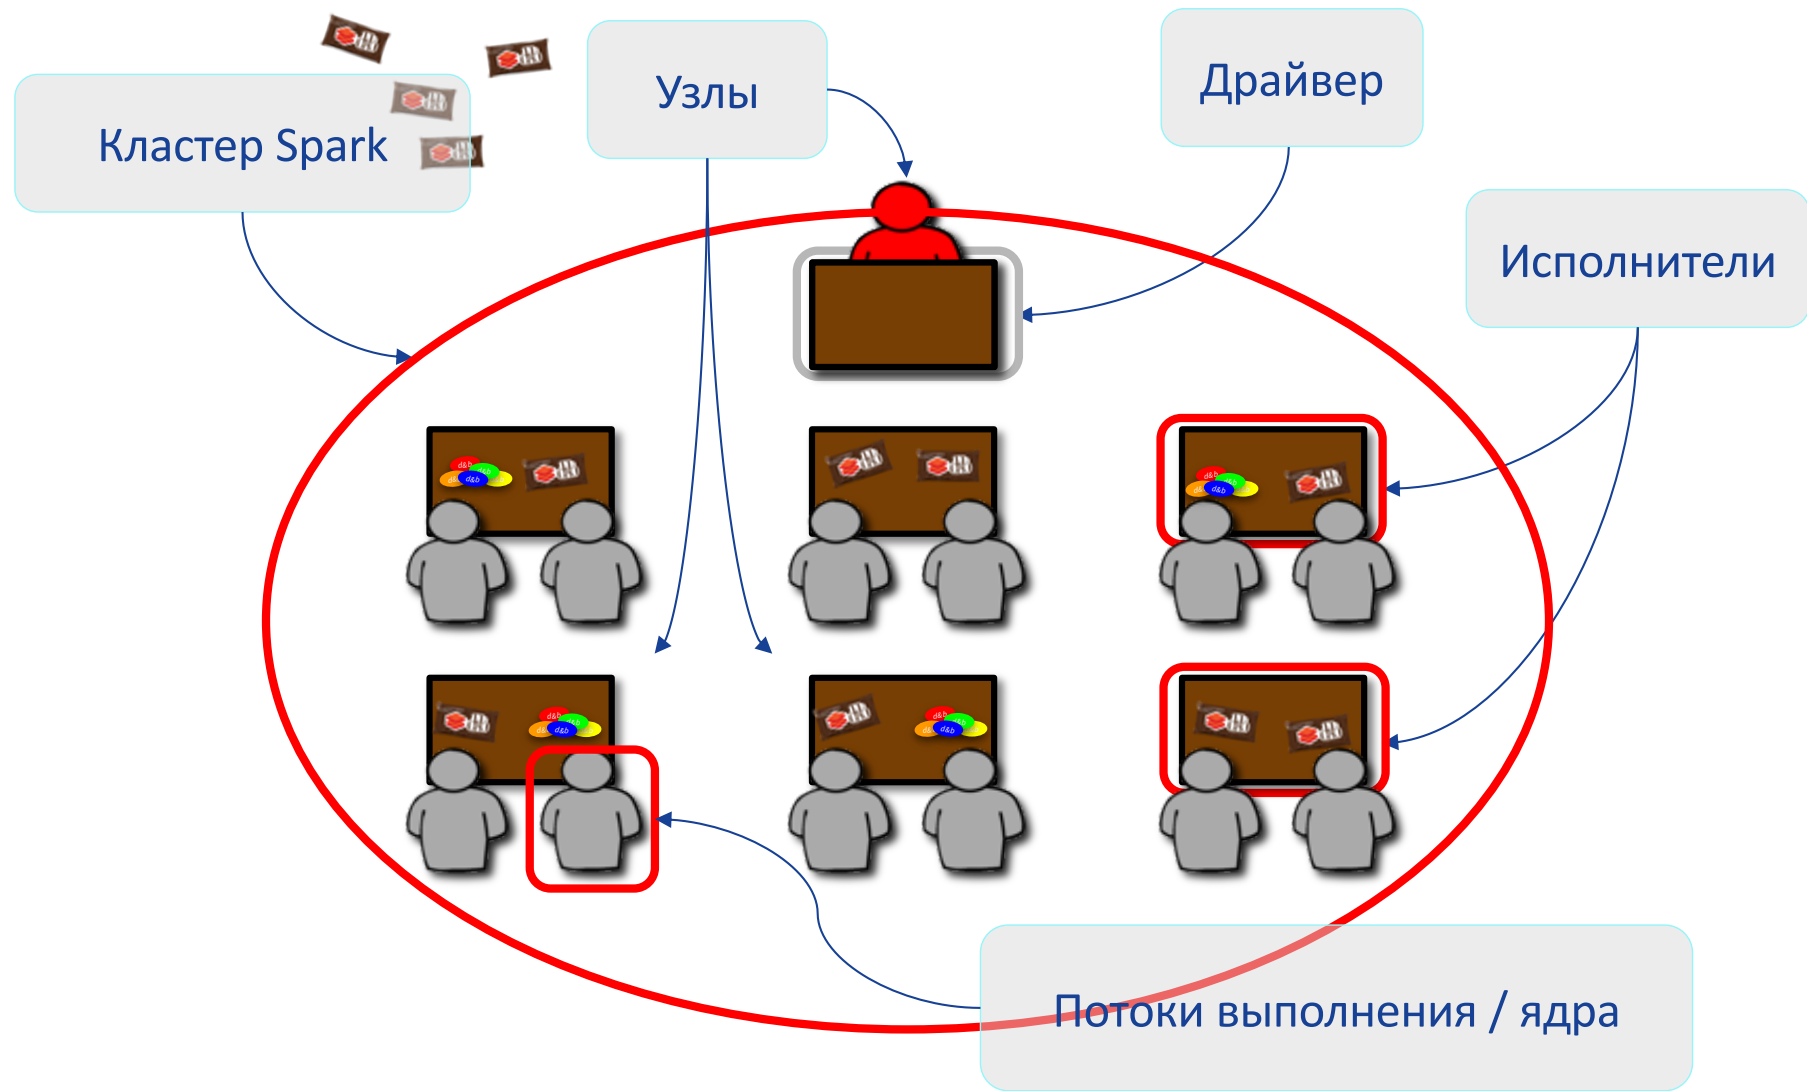 Узлы
Драйвер
Кластер Spark
Исполнители
d&b
d&b
d&b
d&b
d&b
d&b
d&b
d&b
d&b
d&b
d&b
d&b
Потоки выполнения / ядра